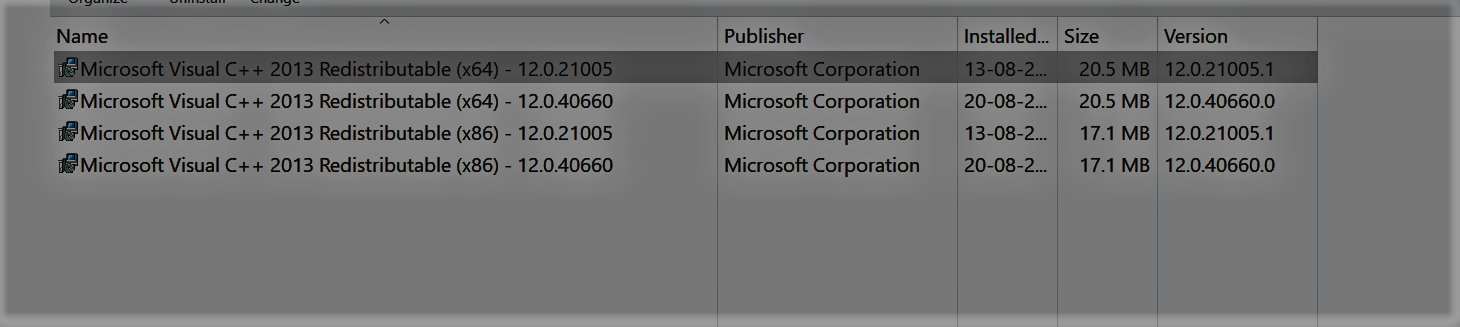 Organize Uninstall Change
Name Publisher Installed... Size Version
Microsoft Visual C++ 2013 Redistributable (x64) - 12.0.21005 Microsoft Corporation 13-08-2... 20.5 MB 12.0.21005.1
Microsoft Visual C++ 2013 Redistributable (x64) - 12.0.40660 Microsoft Corporation 20-08-2... 20.5 MB 12.0.40660.0
Microsoft Visual C++ 2013 Redistributable (x86) - 12.0.21005 Microsoft Corporation 13-08-2... 17.1 MB 12.0.21005.1
Microsoft Visual C++ 2013 Redistributable (x86) - 12.0.40660 Microsoft Corporation 20-08-2... 17.1 MB 12.0.40660.0